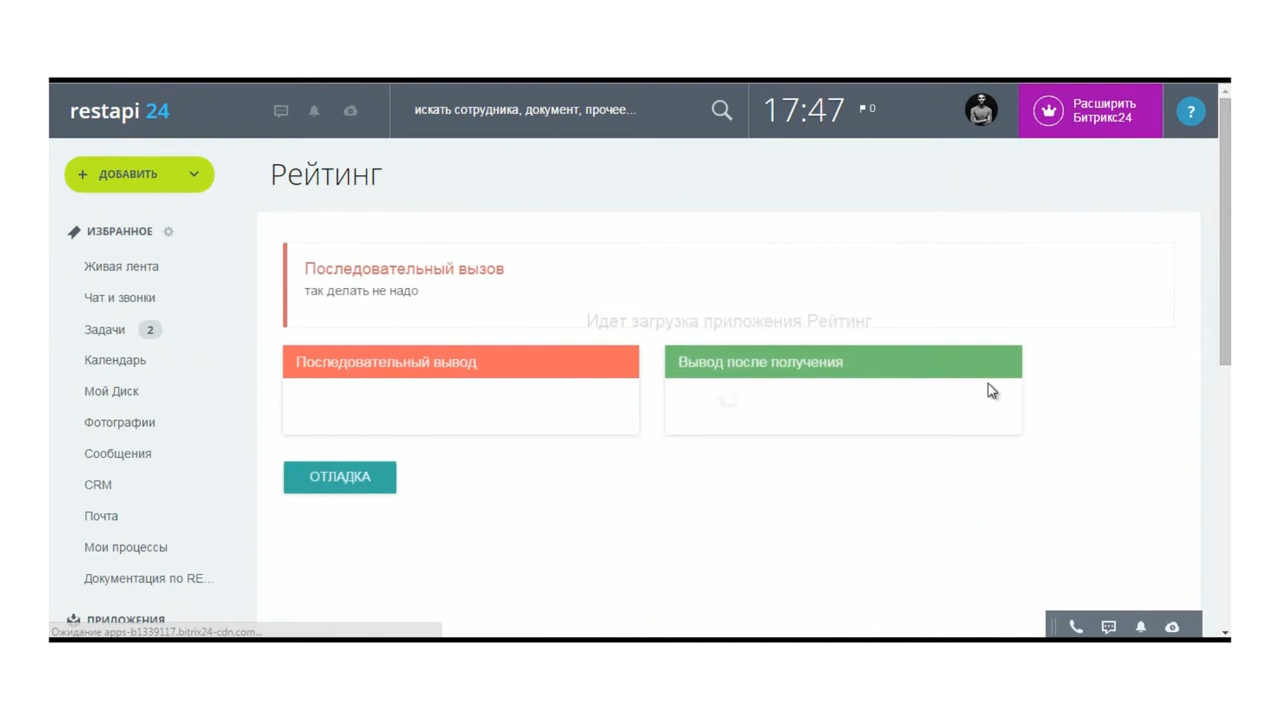 restapi 24
искать сотрудника, документ, прочее...
17:47
0
Расширить
Битрикс24
?
+ ДОБАВИТЬ
Рейтинг
ИЗБРАННОЕ
Живая лента
Чат и звонки
Задачи 2
Календарь
Мой Диск
Фотографии
Сообщения
CRM
Почта
Мои процессы
Документация по RE...
ПРИЛОЖЕНИЯ
Ожидание apps-b1339117.bitrix24-cdn.com...
Последовательный вызов
так делать не надо
Идет загрузка приложения Рейтинг
Последовательный вывод
Вывод после получения
ОТЛАДКА